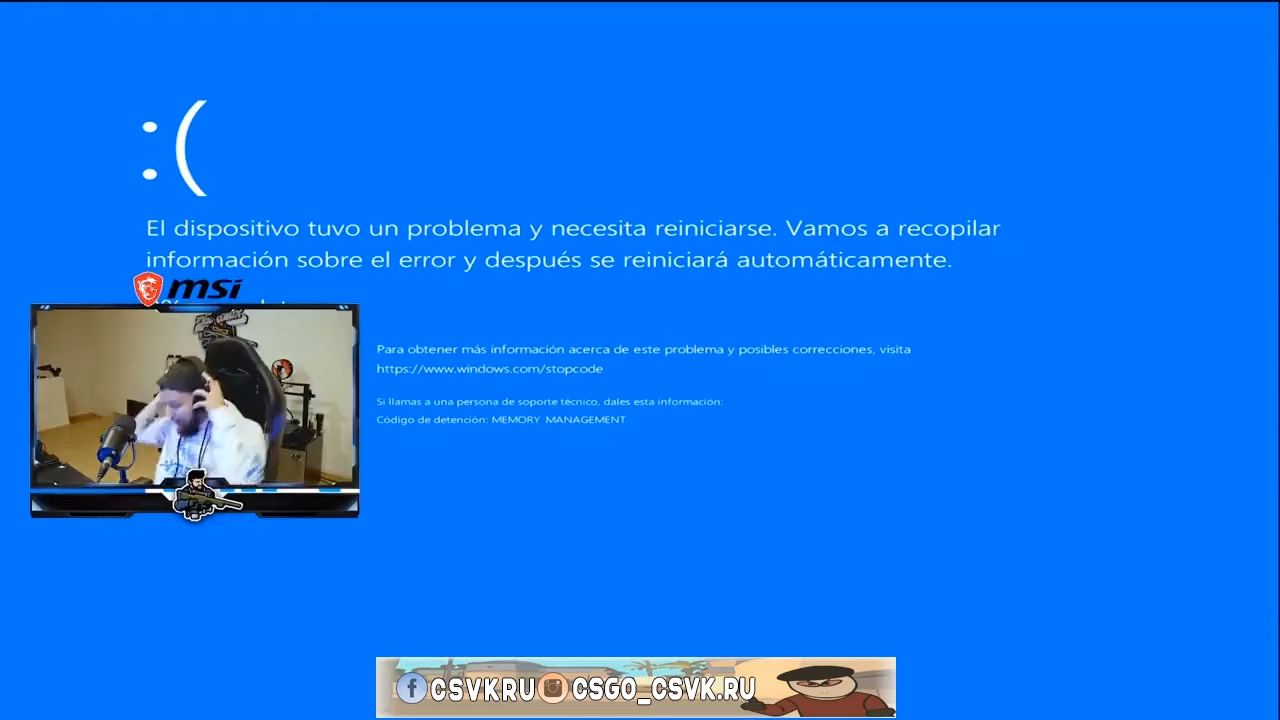 :(
El dispositivo tuvo un problema y necesita reiniciarse. Vamos a recopilar
información sobre el error y después se reiniciará automáticamente.
msi
Para obtener más información acerca de este problema y posibles correcciones, visita
https://www.windows.com/stopcode
Si llamas a una persona de soporte técnico, dales esta información:
Código de detención: MEMORY MANAGEMENT
CSVKRU CSGO_CSVK.RU